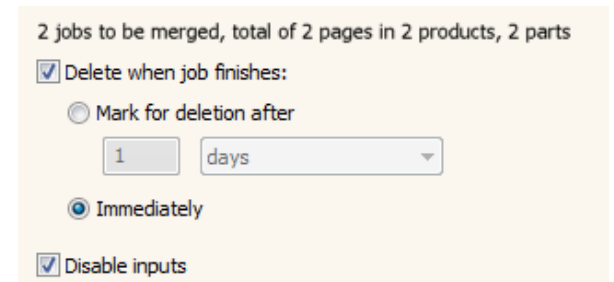 2 jobs to be merged, total of 2 pages in 2 products, 2 parts
Delete when job finishes:
Mark for deletion after
1 days
Immediately
Disable inputs